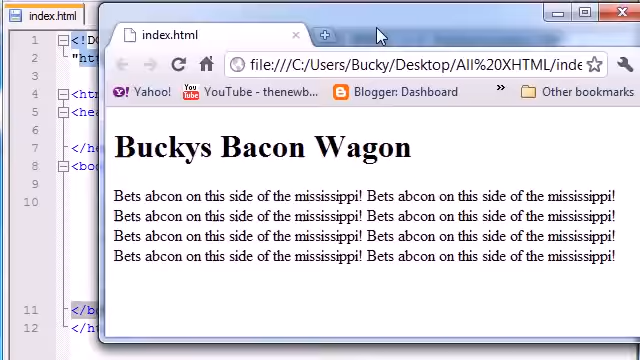 index.html
index.html
file:///C:/Users/Bucky/Desktop/All%20XHTML/inde
Yahoo!
YouTube - thenewb...
Blogger: Dashboard
»
Other bookmarks
Buckys Bacon Wagon
Bets abcon on this side of the mississippi! Bets abcon on this side of the mississippi!
Bets abcon on this side of the mississippi! Bets abcon on this side of the mississippi!
Bets abcon on this side of the mississippi! Bets abcon on this side of the mississippi!
Bets abcon on this side of the mississippi! Bets abcon on this side of the mississippi!
1 <!DO
2 "ht
3
4 <ht
5 <he
6
7 </h
8 <bo
9
10
11 </b
12 </h